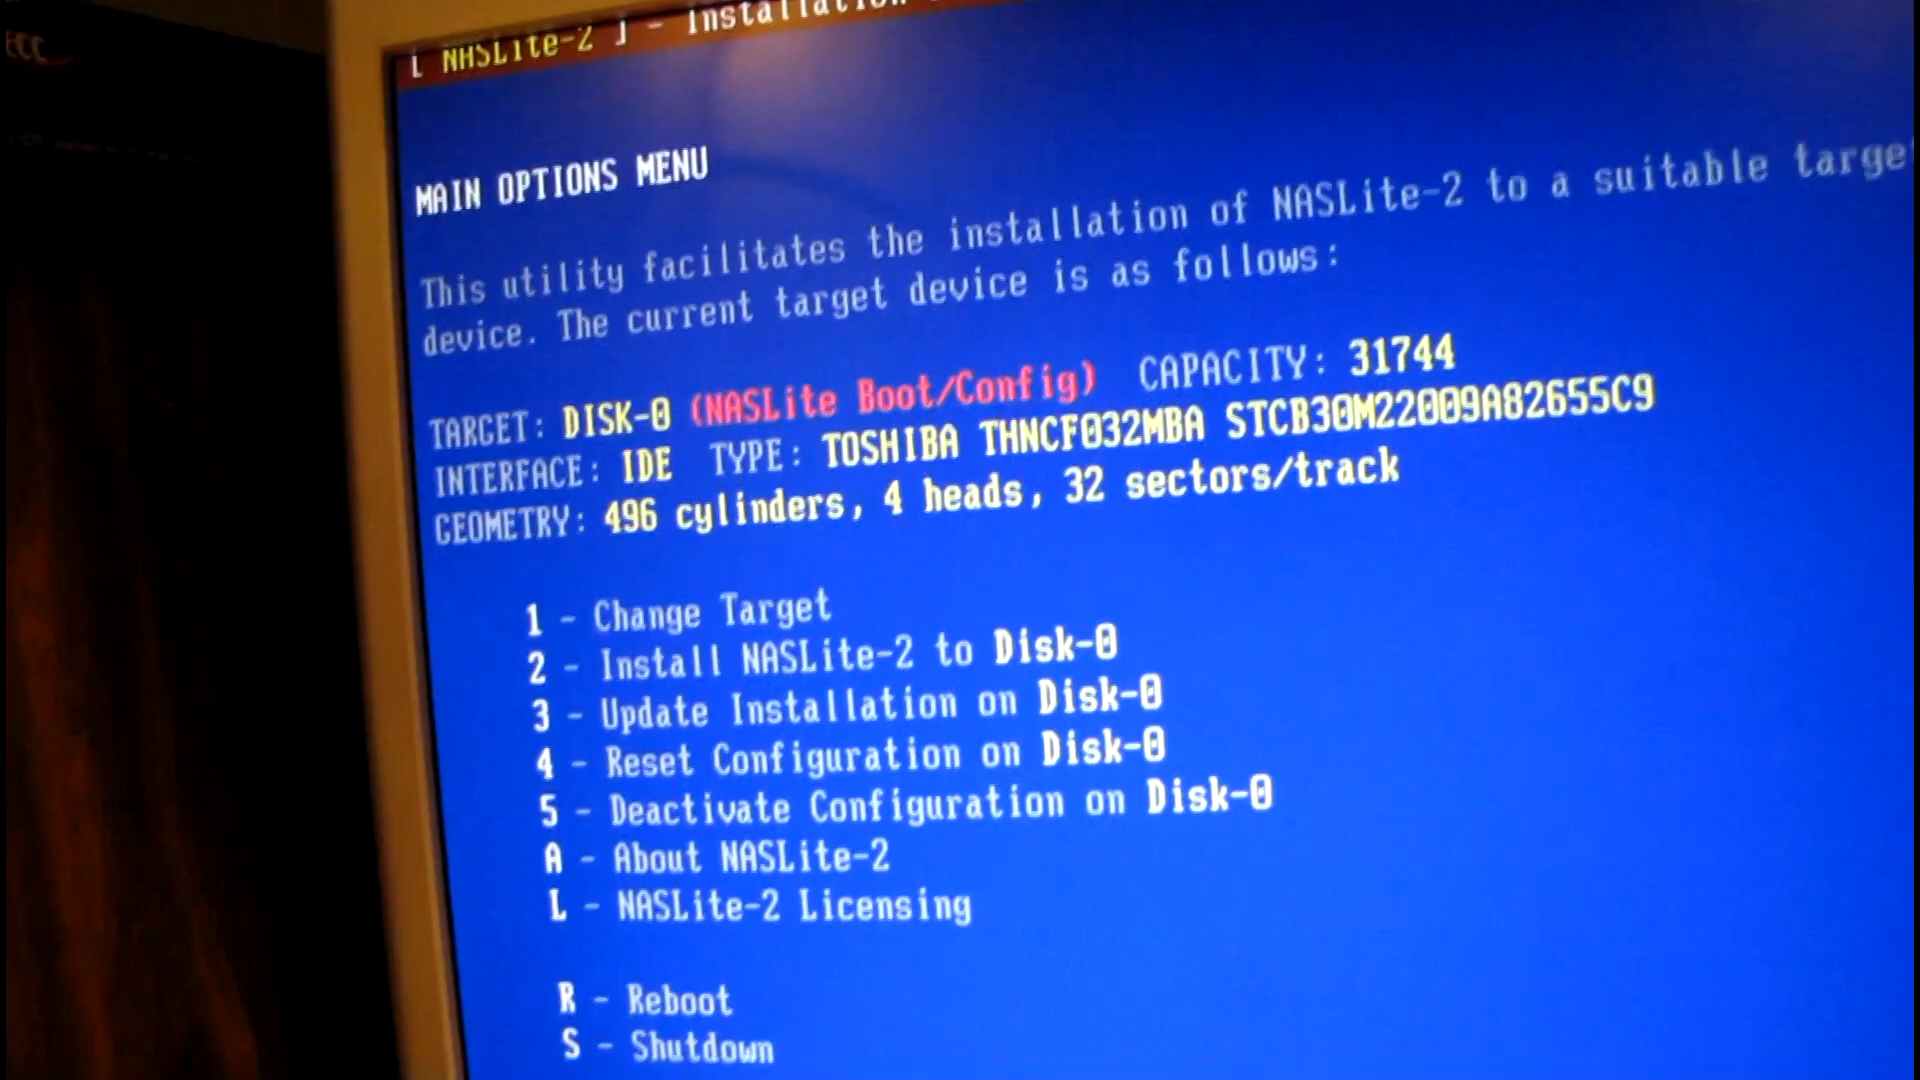 [ NASLite-2 ] - Installation
MAIN OPTIONS MENU
This utility facilitates the installation of NASLite-2 to a suitable targe
device. The current target device is as follows:
TARGET: DISK-0 (NASLite Boot/Config) CAPACITY: 31744
INTERFACE: IDE TYPE: TOSHIBA THNCF032MBA STCB30M22009A82655C9
GEOMETRY: 496 cylinders, 4 heads, 32 sectors/track
1 - Change Target
2 - Install NASLite-2 to Disk-0
3 - Update Installation on Disk-0
4 - Reset Configuration on Disk-0
5 - Deactivate Configuration on Disk-0
A - About NASLite-2
L - NASLite-2 Licensing
R - Reboot
S - Shutdown